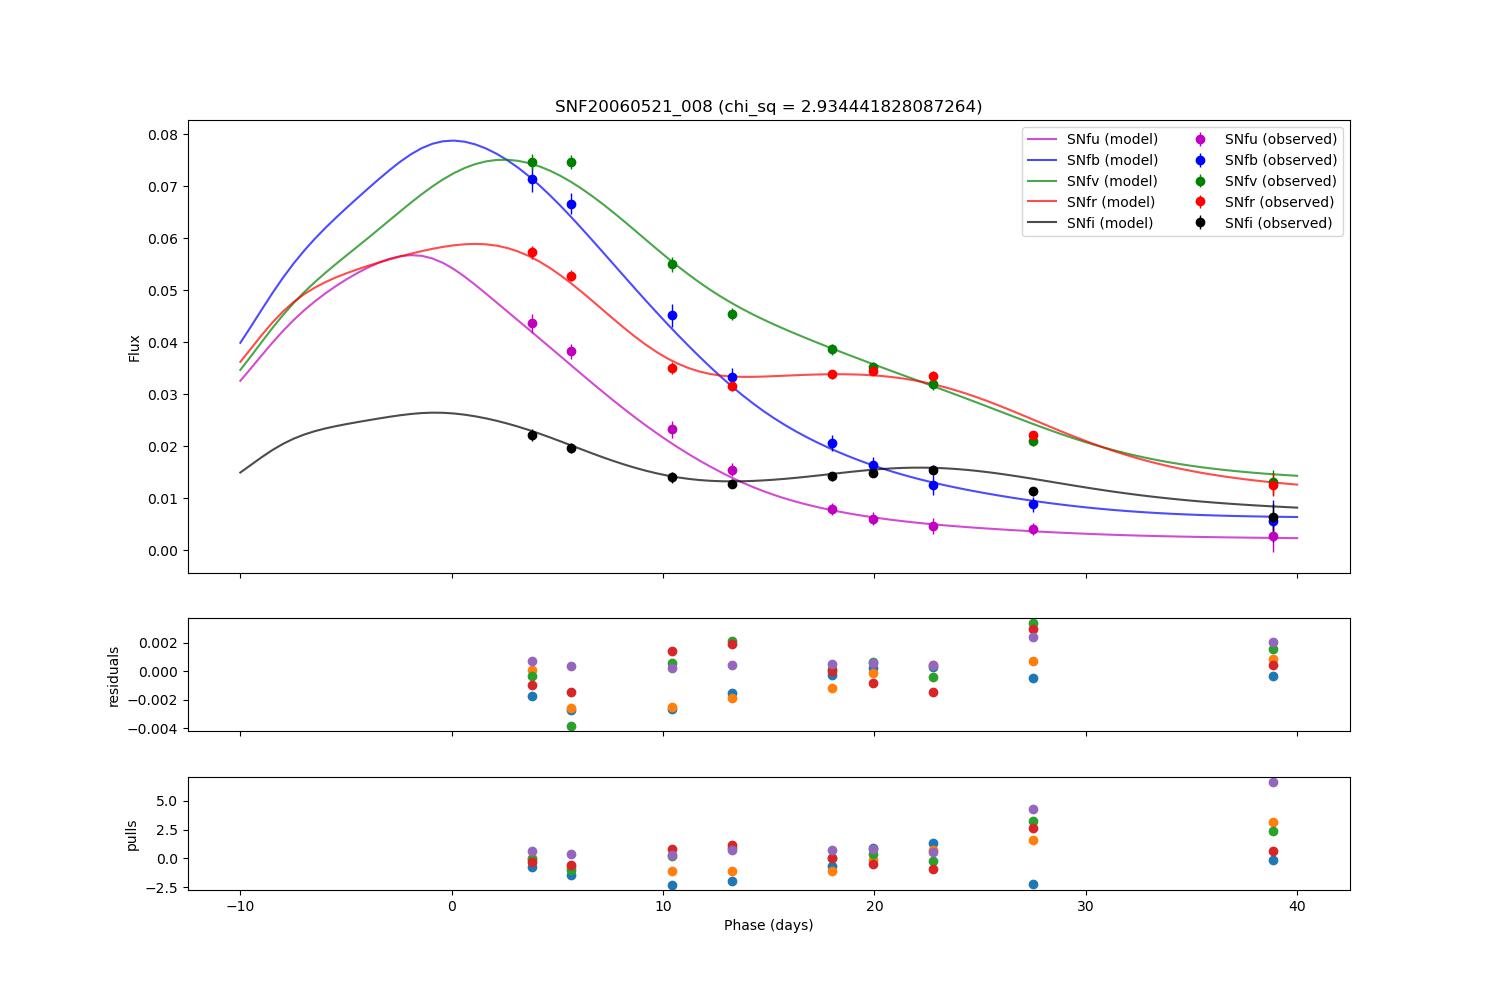 SNF20060521_008 (chi_sq = 2.934441828087264)
0.08
0.07
0.06
0.05
0.04
0.03
0.02
0.01
0.00
Flux
SNfu (model)
SNfb (model)
SNfv (model)
SNfr (model)
SNfi (model)
SNfu (observed)
SNfb (observed)
SNfv (observed)
SNfr (observed)
SNfi (observed)
0.002
0.000
−0.002
−0.004
residuals
5.0
2.5
0.0
−2.5
pulls
−10 0 10 20 30 40
Phase (days)